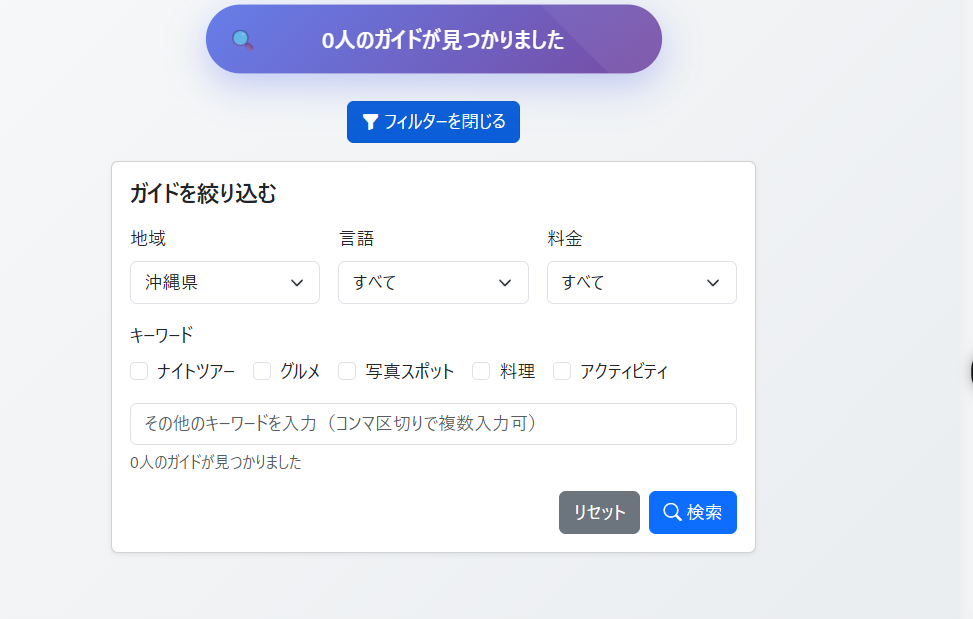 0人のガイドが見つかりました
フィルターを閉じる
ガイドを絞り込む
地域 言語 料金
沖縄県 すべて すべて
キーワード
ナイトツアー グルメ 写真スポット 料理 アクティビティ
その他のキーワードを入力（コンマ区切りで複数入力可）
0人のガイドが見つかりました
リセット 検索